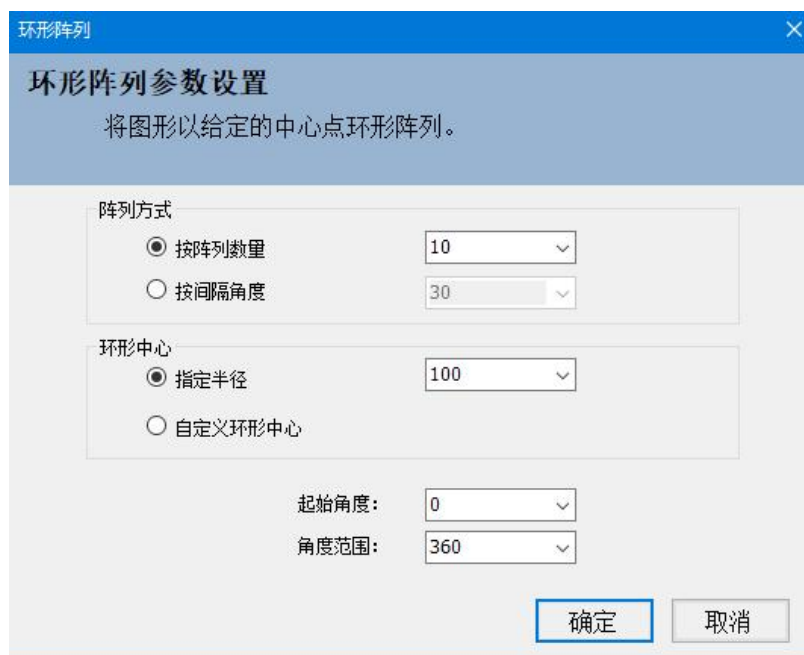 环形阵列
环形阵列参数设置
将图形以给定的中心点环形阵列。
阵列方式
按阵列数量 10
按间隔角度 30
环形中心
指定半径 100
自定义环形中心
起始角度： 0
角度范围： 360
确定 取消